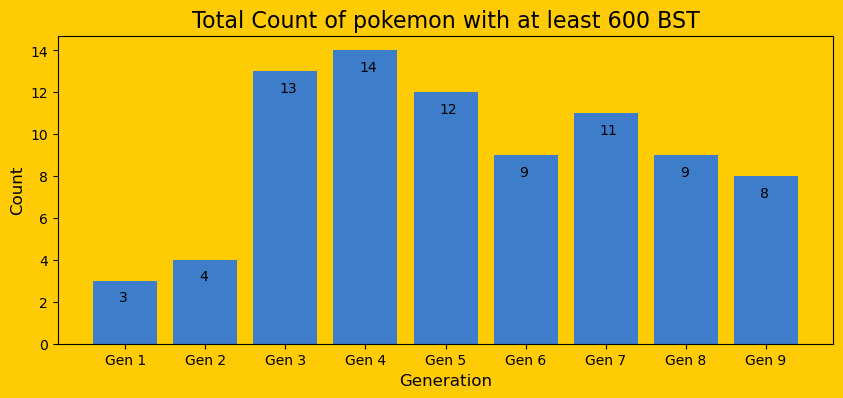 Total Count of pokemon with at least 600 BST
Count
14
12
10
8
6
4
2
0
3
4
13
14
12
9
11
9
8
Gen 1
Gen 2
Gen 3
Gen 4
Gen 5
Gen 6
Gen 7
Gen 8
Gen 9
Generation